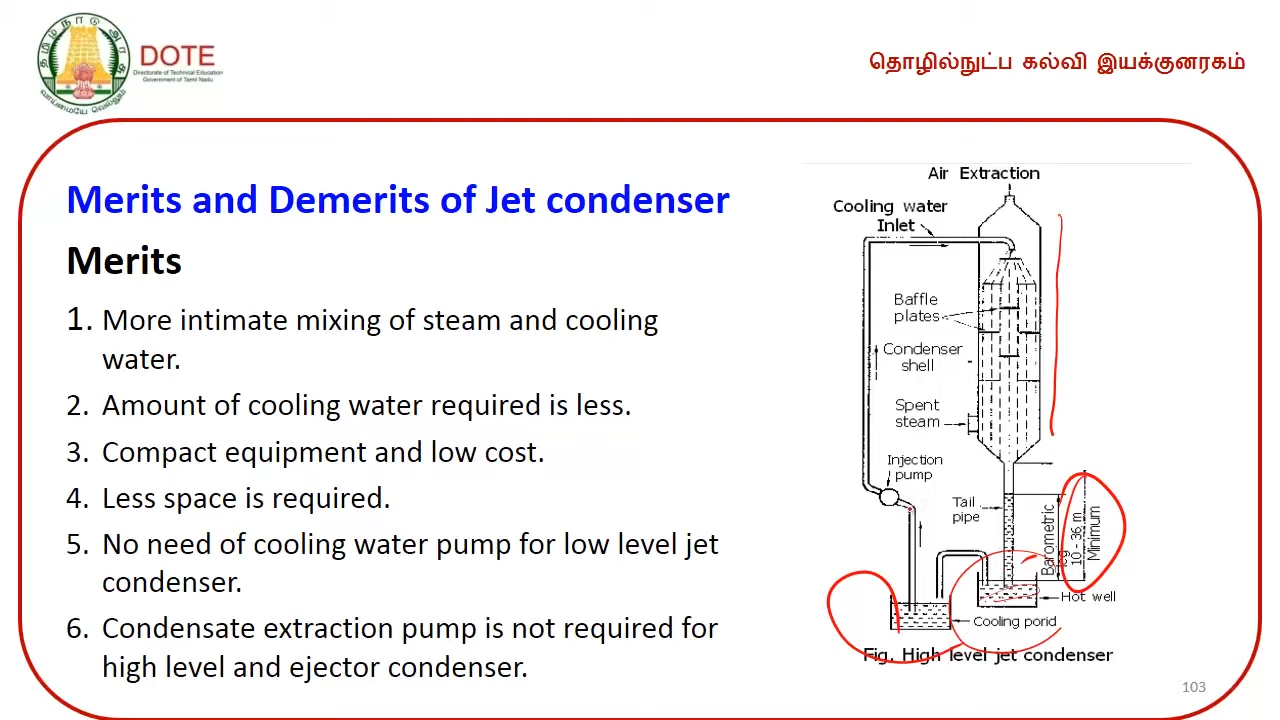 தமிழ்நாடு அரசு
வாய்மையே வெல்லும்
DOTE
Directorate of Technical Education
Government of Tamil Nadu
தொழில்நுட்ப கல்வி இயக்குனரகம்
Merits and Demerits of Jet condenser
Merits
1. More intimate mixing of steam and cooling
water.
2. Amount of cooling water required is less.
3. Compact equipment and low cost.
4. Less space is required.
5. No need of cooling water pump for low level jet
condenser.
6. Condensate extraction pump is not required for
high level and ejector condenser.
Air Extraction
Cooling water
Inlet
Baffle
plates
Condenser
shell
Spent
steam
Injection
pump
Tail
pipe
Barometric
leg
10 - 36 m
Minimum
Hot well
Cooling porid
Fig. High level jet condenser
103